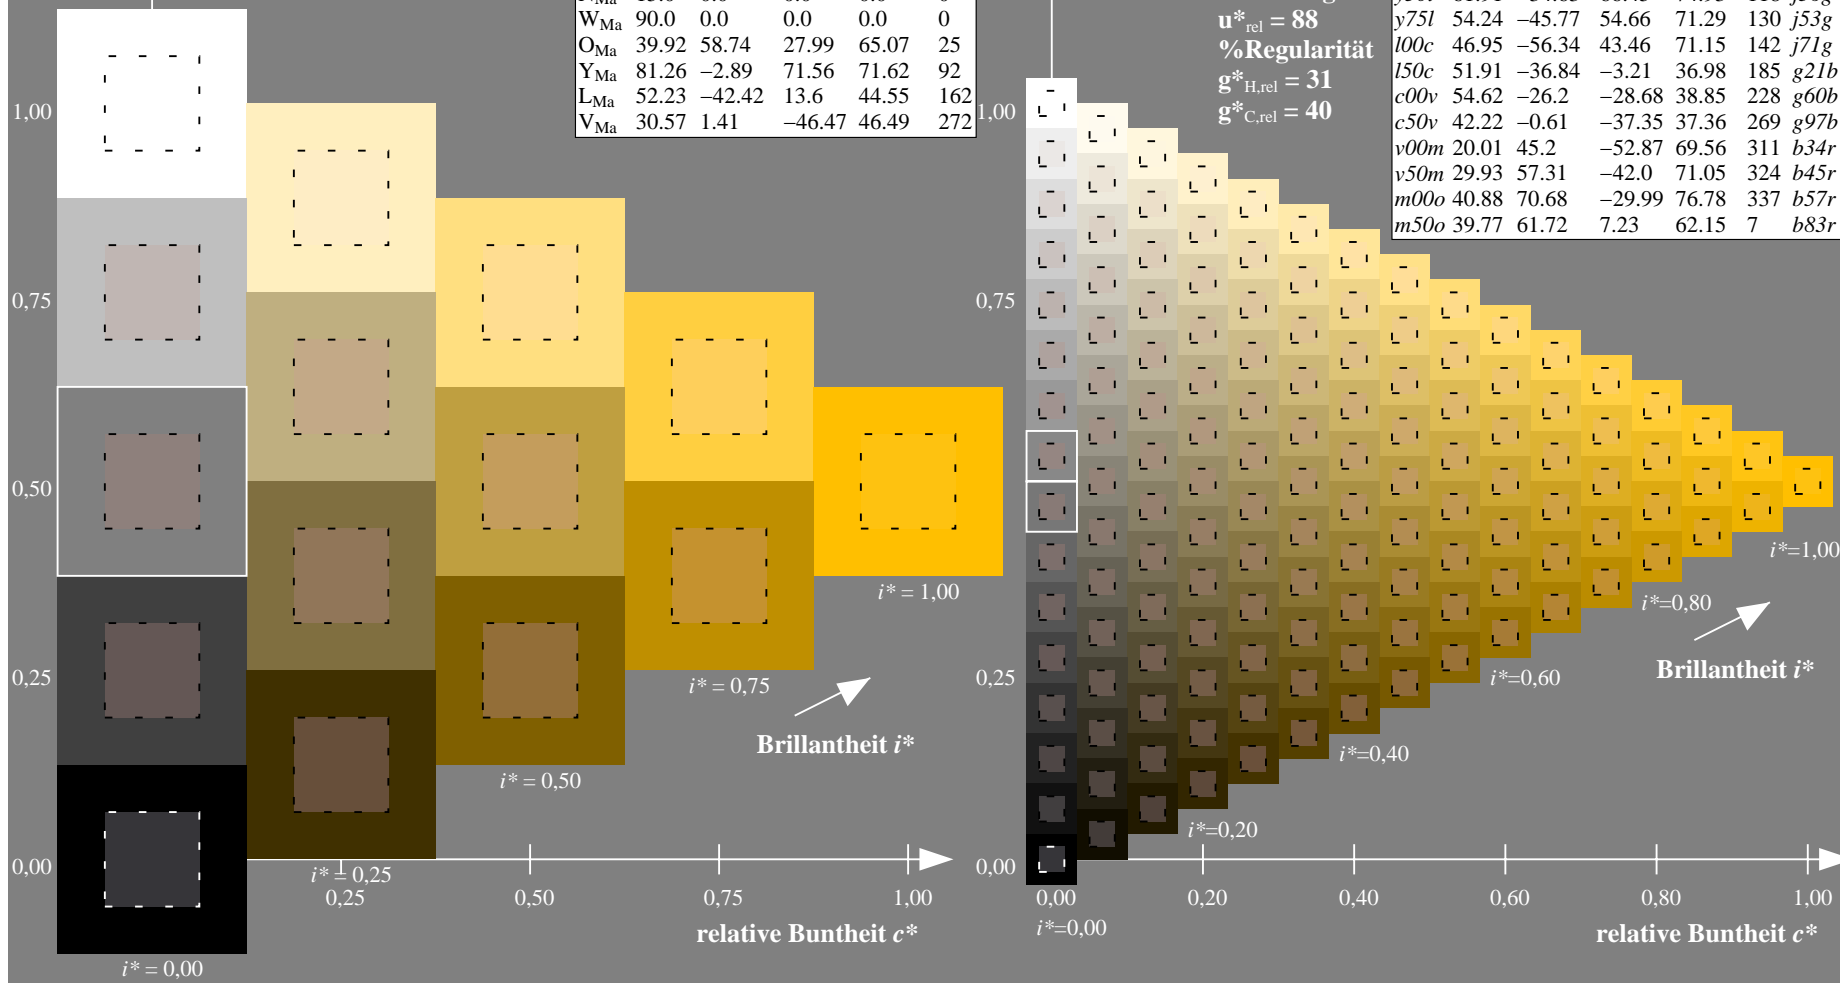 W_Ma 90.0 0.0 0.0 0.0 0
O_Ma 39.92 58.74 27.99 65.07 25
Y_Ma 81.26 −2.89 71.56 71.62 92
L_Ma 52.23 −42.42 13.6 44.55 162
V_Ma 30.57 1.41 −46.47 46.49 272
u*rel = 88
%Regularität
g*H,rel = 31
g*C,rel = 40
y75l 54.24 −45.77 54.66 71.29 130 j53g
l00c 46.95 −56.34 43.46 71.15 142 j71g
l50c 51.91 −36.84 −3.21 36.98 185 g21b
c00v 54.62 −26.2 −28.68 38.85 228 g60b
c50v 42.22 −0.61 −37.35 37.36 269 g97b
v00m 20.01 45.2 −52.87 69.56 311 b34r
v50m 29.93 57.31 −42.0 71.05 324 b45r
m00o 40.88 70.68 −29.99 76.78 337 b57r
m50o 39.77 61.72 7.23 62.15 7 b83r
1,00
0,75
0,50
0,25
0,00
i* = 1,00
i* = 0,75
Brillantheit i*
i* = 0,50
i* = 0,25
0,25 0,50 0,75 1,00
relative Buntheit c*
i* = 0,00
1,00
0,75
0,50
0,25
0,00
i*=1,00
i*=0,80
Brillantheit i*
i*=0,60
i*=0,40
i*=0,20
0,00 0,20 0,40 0,60 0,80 1,00
i*=0,00
relative Buntheit c*